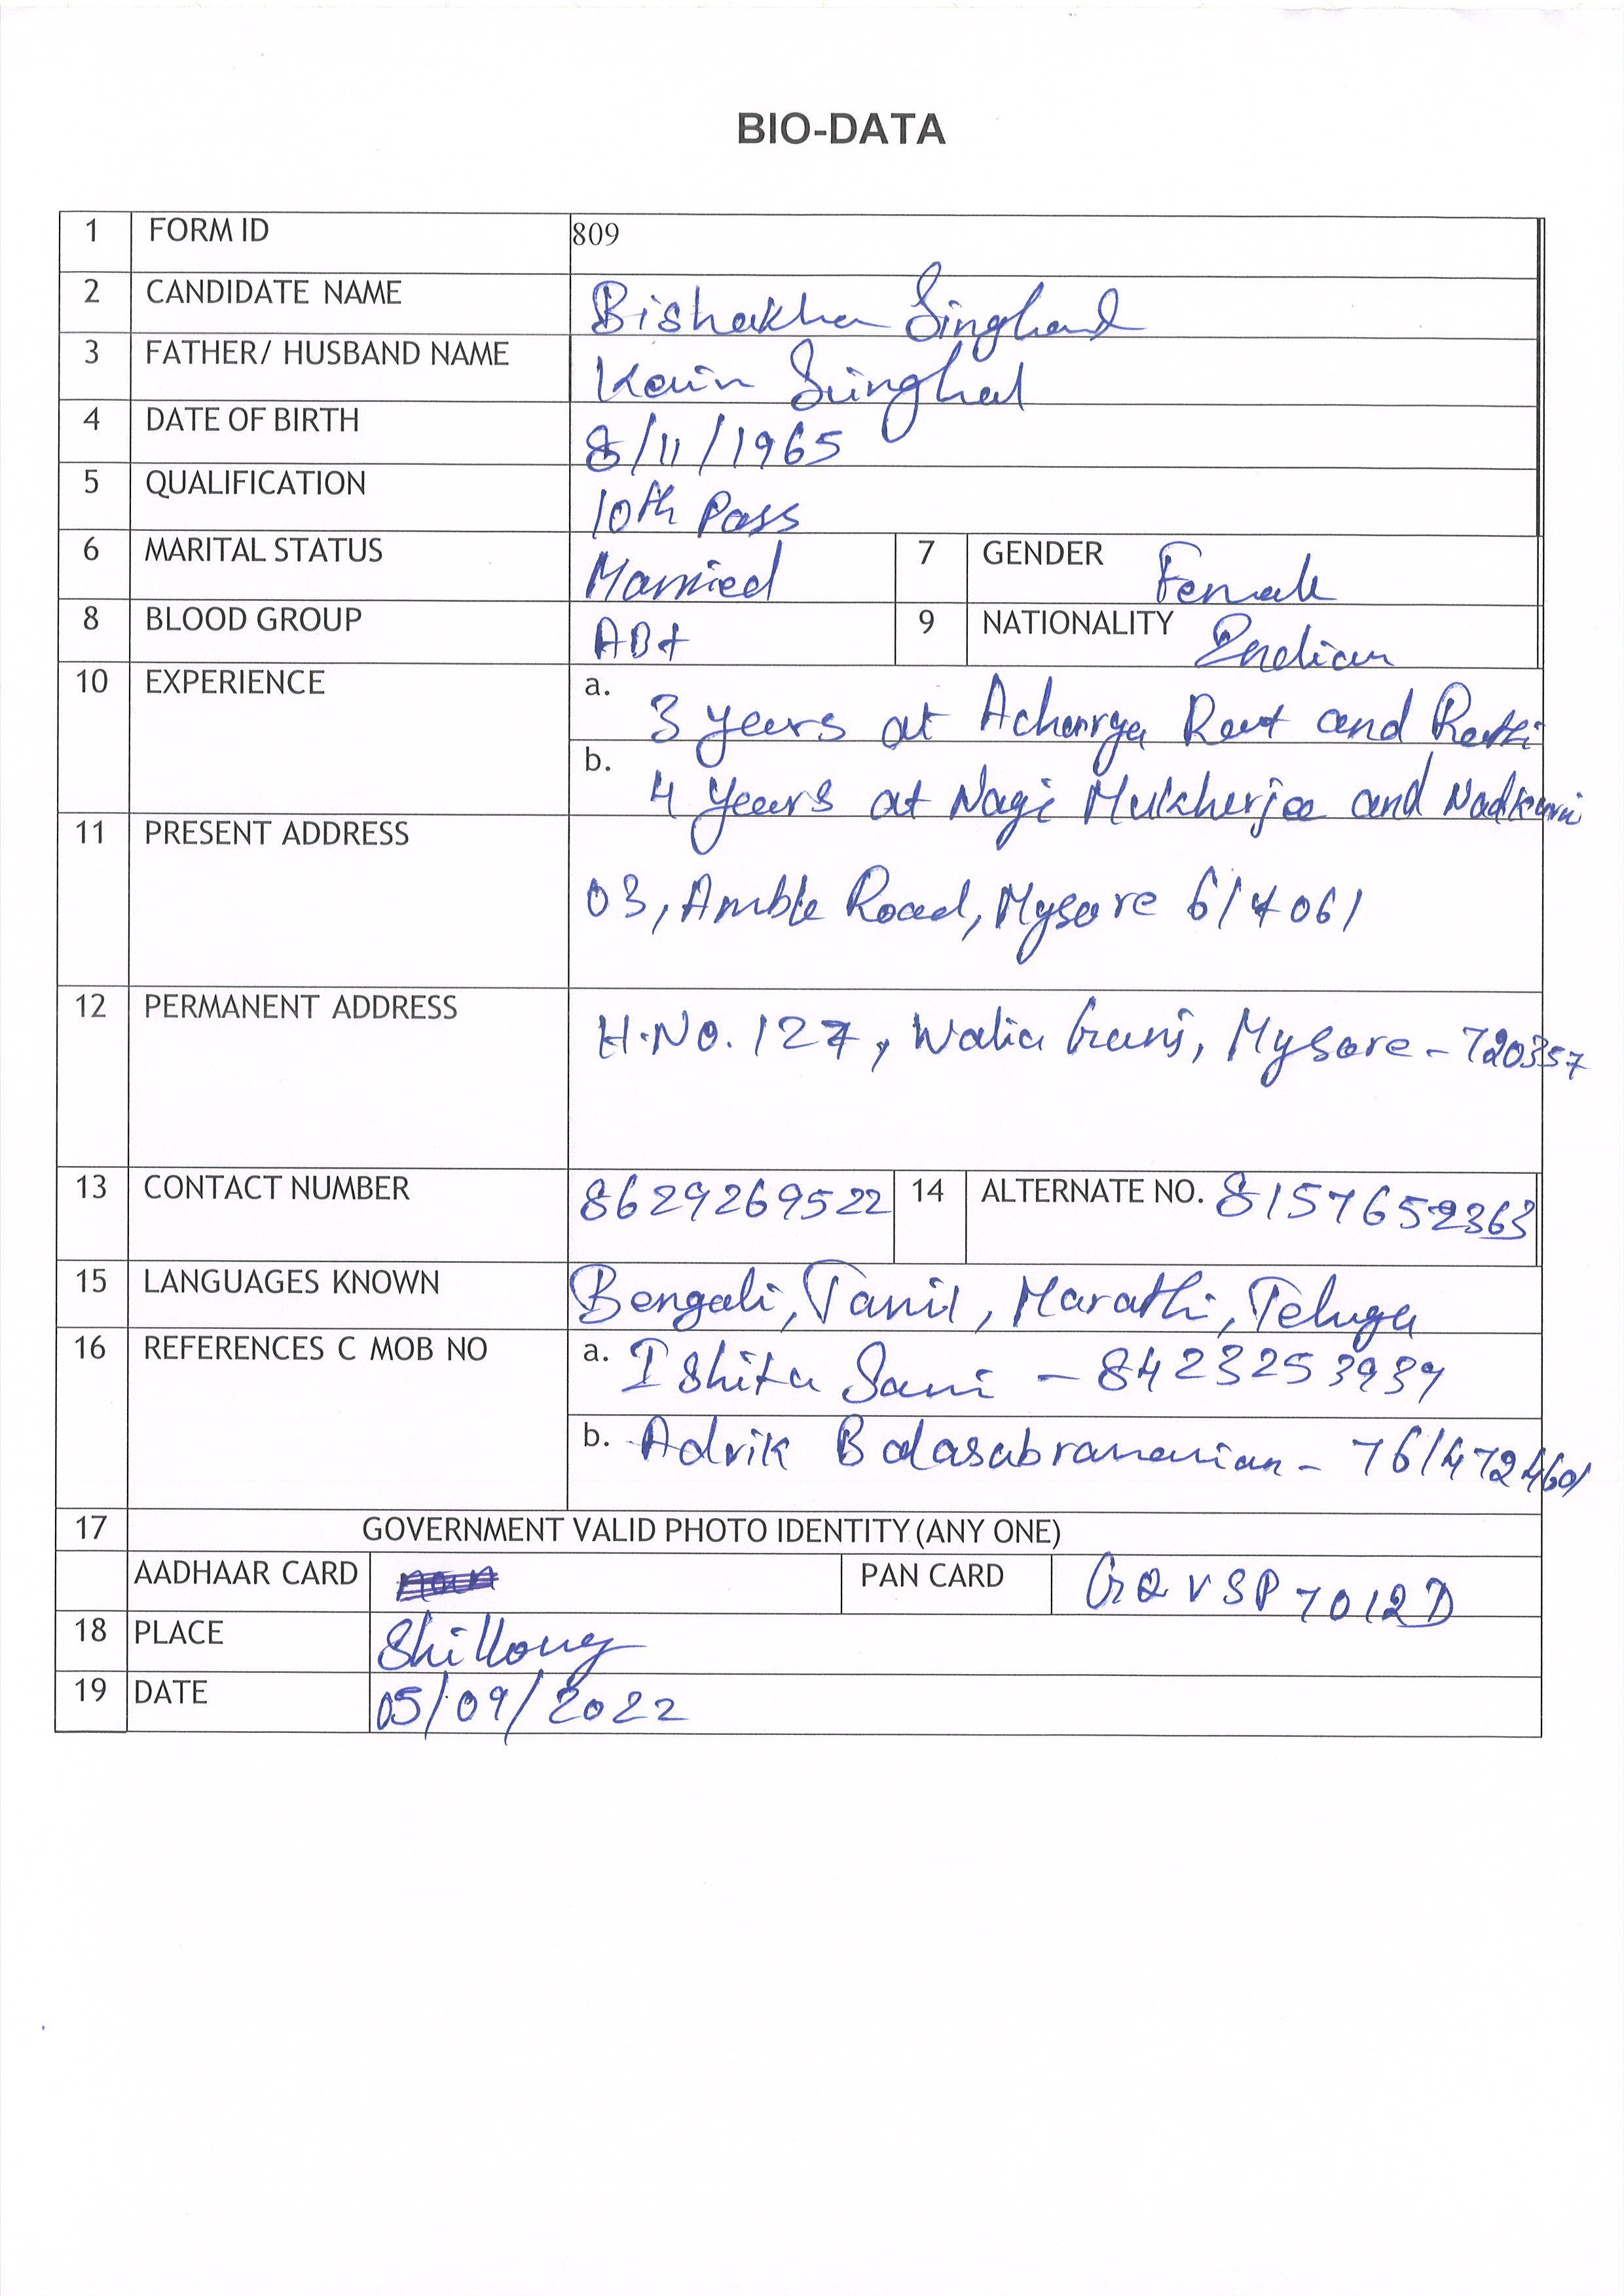 BIO-DATA
1 FORM ID 809
2 CANDIDATE NAME Bishakha Singhal
3 FATHER/ HUSBAND NAME Kavin Singhal
4 DATE OF BIRTH 8/11/1965
5 QUALIFICATION 10th Pass
6 MARITAL STATUS Married 7 GENDER Female
8 BLOOD GROUP AB+ 9 NATIONALITY Indian
10 EXPERIENCE a. 3 years at Acharya Raut and Rathi
b. 4 years at Nagi Mukherjee and Nadkarni
11 PRESENT ADDRESS
03, Amble Road, Mysore 614061
12 PERMANENT ADDRESS H.NO. 127, Walia Ganj, Mysore - 720357
13 CONTACT NUMBER 8629269522 14 ALTERNATE NO. 8157652363
15 LANGUAGES KNOWN Bengali, Tamil, Marathi, Telugu
16 REFERENCES C MOB NO a. Ishita Sani - 8423253939
b. Advik Balasubramanian - 7614724601
17 GOVERNMENT VALID PHOTO IDENTITY (ANY ONE)
AADHAAR CARD PAN CARD GQVSP7012D
18 PLACE Shillong
19 DATE 05/09/2022